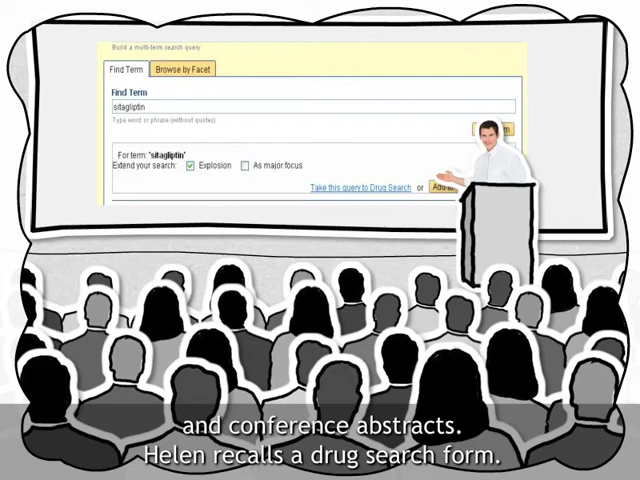 Build a multi-term search query
Find Term Browse by Facet
Find Term
sitagliptin
Type word or phrase (without quotes)
For term: 'sitagliptin'
Extend your search: Explosion As major focus
Take this query to Drug Search or Add to
and conference abstracts.
Helen recalls a drug search form.